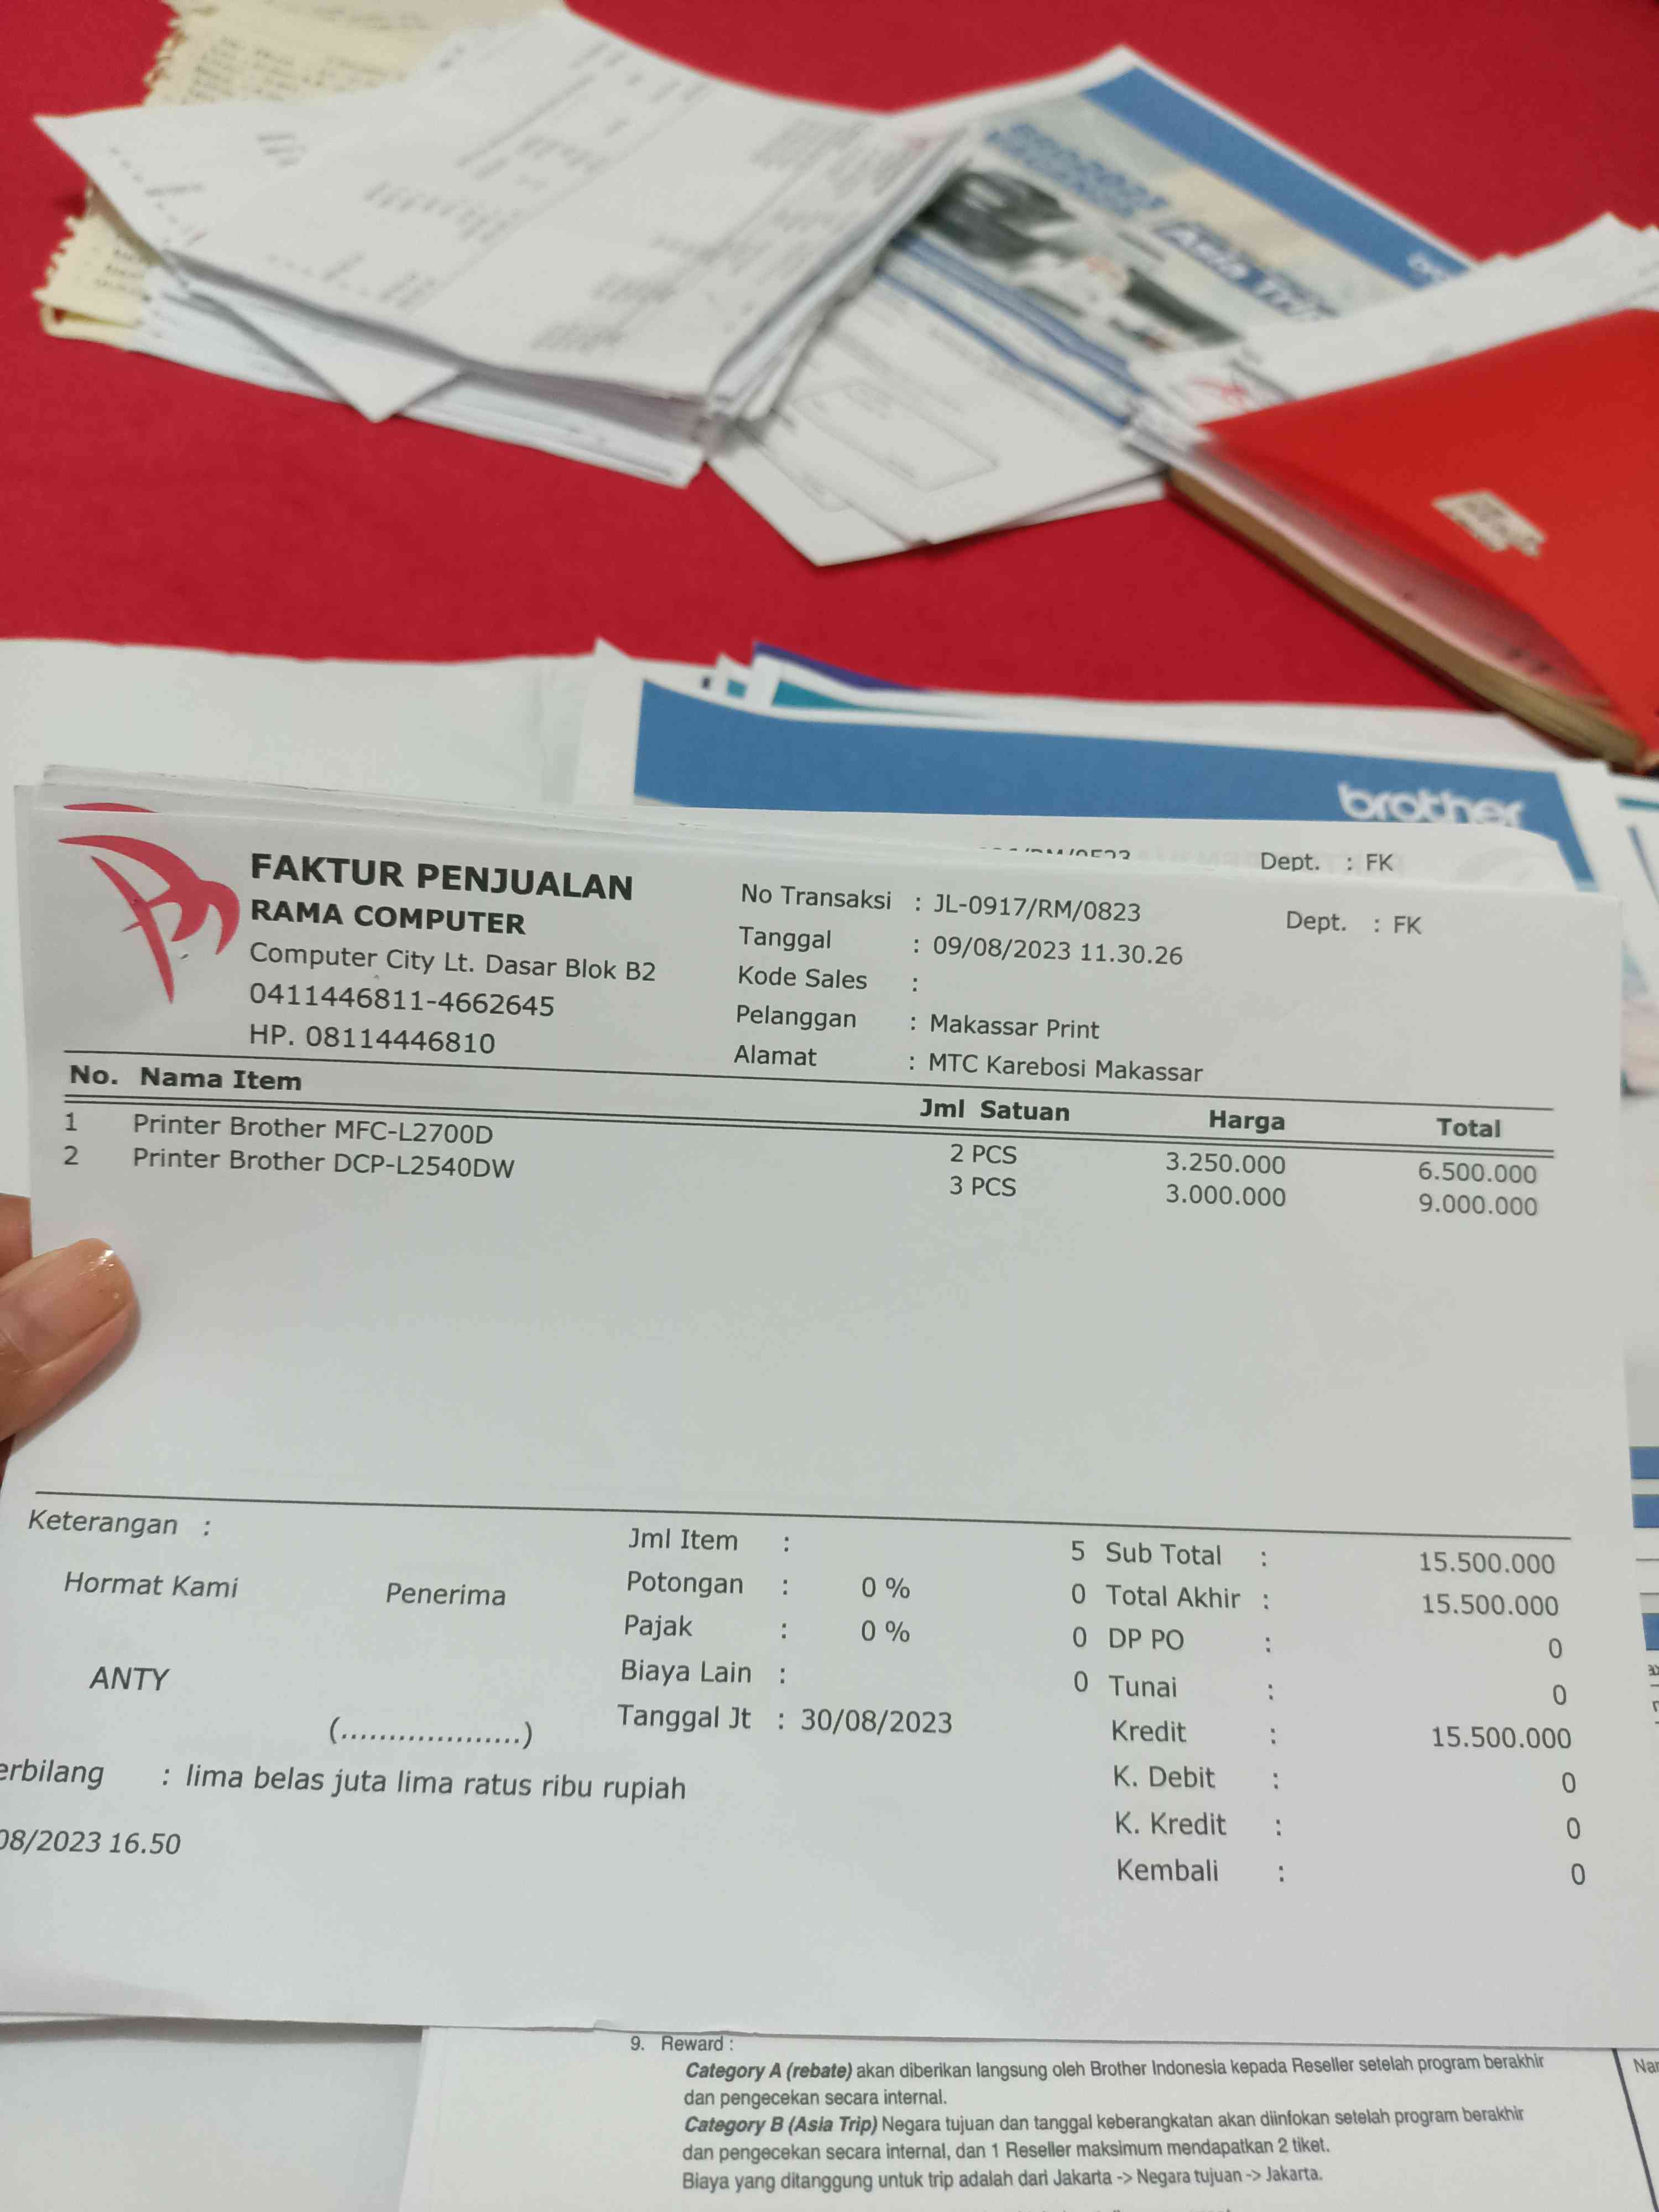 Asia Trip
brother
Dept. : FK
FAKTUR PENJUALAN
RAMA COMPUTER
Computer City Lt. Dasar Blok B2
0411446811-4662645
HP. 08114446810
No Transaksi : JL-0917/RM/0823
Dept. : FK
Tanggal : 09/08/2023 11.30.26
Kode Sales :
Pelanggan : Makassar Print
Alamat : MTC Karebosi Makassar
No. Nama Item Jml Satuan Harga Total
1 Printer Brother MFC-L2700D 2 PCS 3.250.000 6.500.000
2 Printer Brother DCP-L2540DW 3 PCS 3.000.000 9.000.000
Keterangan :
Hormat Kami Penerima
ANTY
(...................)
Jml Item : 5
Potongan : 0 % 0
Pajak : 0 % 0
Biaya Lain : 0
Tanggal Jt : 30/08/2023
Sub Total : 15.500.000
Total Akhir : 15.500.000
DP PO : 0
Tunai : 0
Kredit : 15.500.000
K. Debit : 0
K. Kredit : 0
Kembali : 0
erbilang : lima belas juta lima ratus ribu rupiah
08/2023 16.50
9. Reward :
Category A (rebate) akan diberikan langsung oleh Brother Indonesia kepada Reseller setelah program berakhir
dan pengecekan secara internal.
Category B (Asia Trip) Negara tujuan dan tanggal keberangkatan akan diinfokan setelah program berakhir
dan pengecekan secara internal, dan 1 Reseller maksimum mendapatkan 2 tiket.
Biaya yang ditanggung untuk trip adalah dari Jakarta -> Negara tujuan -> Jakarta.